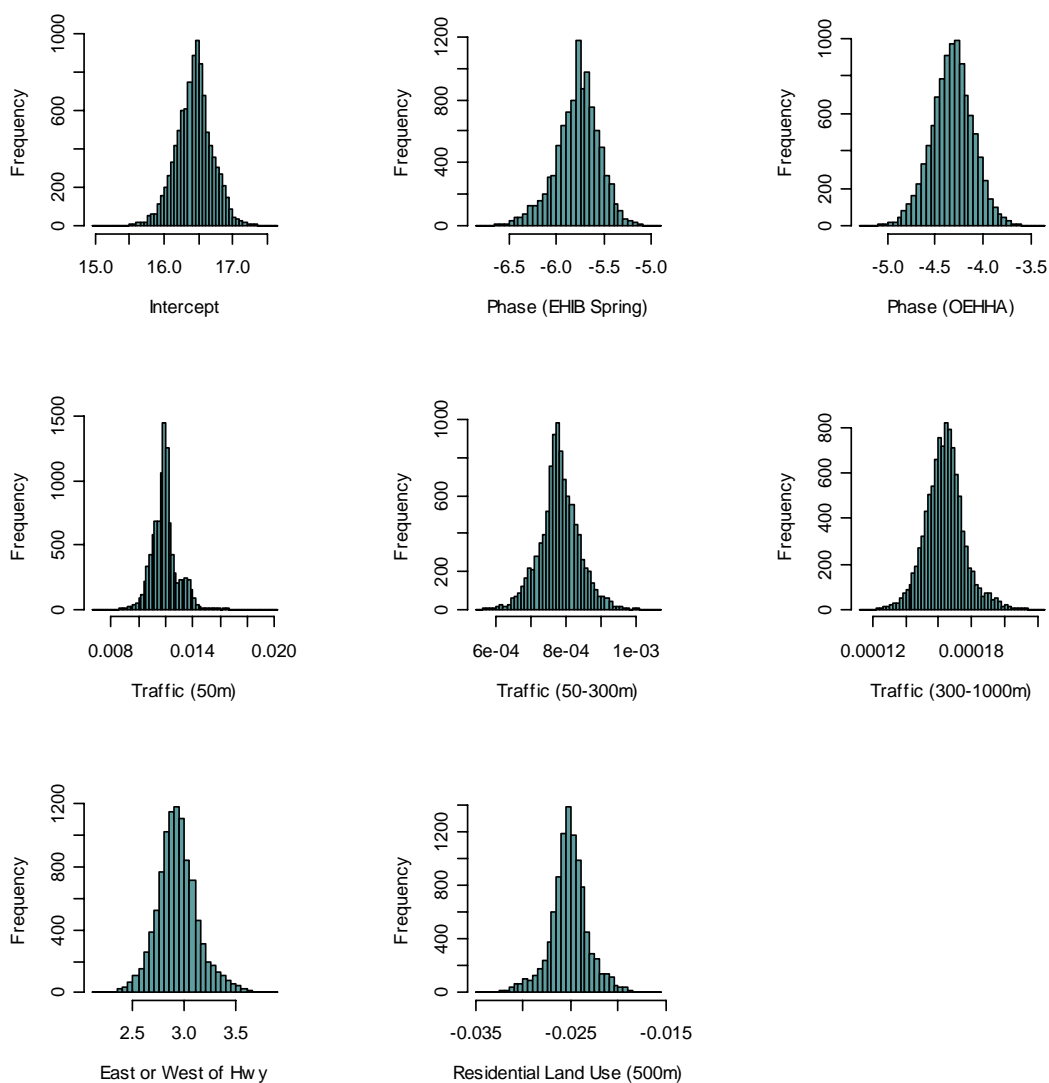 Frequency
0 200 600 1000
15.0 16.0 17.0
Intercept
Frequency
0 400 800 1200
-6.5 -6.0 -5.5 -5.0
Phase (EHIB Spring)
Frequency
0 200 600 1000
-5.0 -4.5 -4.0 -3.5
Phase (OEHHA)
Frequency
0 500 1000 1500
0.008 0.014 0.020
Traffic (50m)
Frequency
0 200 600 1000
6e-04 8e-04 1e-03
Traffic (50-300m)
Frequency
0 200 400 600 800
0.00012 0.00018
Traffic (300-1000m)
Frequency
0 400 800 1200
2.5 3.0 3.5
East or West of Hwy
Frequency
0 400 800 1200
-0.035 -0.025 -0.015
Residential Land Use (500m)